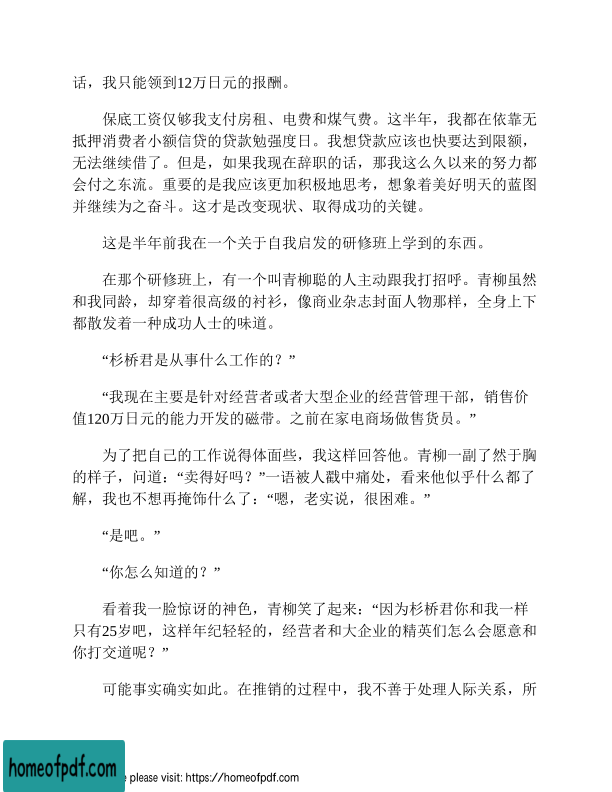 话，我只能领到12万日元的报酬。
保底工资仅够我支付房租、电费和煤气费。这半年，我都在依靠无
抵押消费者小额信贷的贷款勉强度日。我想贷款应该也快要达到限额，
无法继续借了。但是，如果我现在辞职的话，那我这么久以来的努力都
会付之东流。重要的是我应该更加积极地思考，想象着美好明天的蓝图
并继续为之奋斗。这才是改变现状、取得成功的关键。
这是半年前我在一个关于自我启发的研修班上学到的东西。
在那个研修班上，有一个叫青柳聪的人主动跟我打招呼。青柳虽然
和我同龄，却穿着很高级的衬衫，像商业杂志封面人物那样，全身上下
都散发着一种成功人士的味道。
“杉桥君是从事什么工作的？”
“我现在主要是针对经营者或者大型企业的经营管理干部，销售价
值120万日元的能力开发的磁带。之前在家电商场做售货员。”
为了把自己的工作说得体面些，我这样回答他。青柳一副了然于胸
的样子，问道：“卖得好吗？”一语被人戳中痛处，看来他似乎什么都了
解，我也不想再掩饰什么了：“嗯，老实说，很困难。”
“是吧。”
“你怎么知道的？”
看着我一脸惊讶的神色，青柳笑了起来：“因为杉桥君你和我一样
只有25岁吧，这样年纪轻轻的，经营者和大企业的精英们怎么会愿意和
你打交道呢？”
可能事实确实如此。在推销的过程中，我不善于处理人际关系，所
homeofpdf.com
e please visit: https://homeofpdf.com